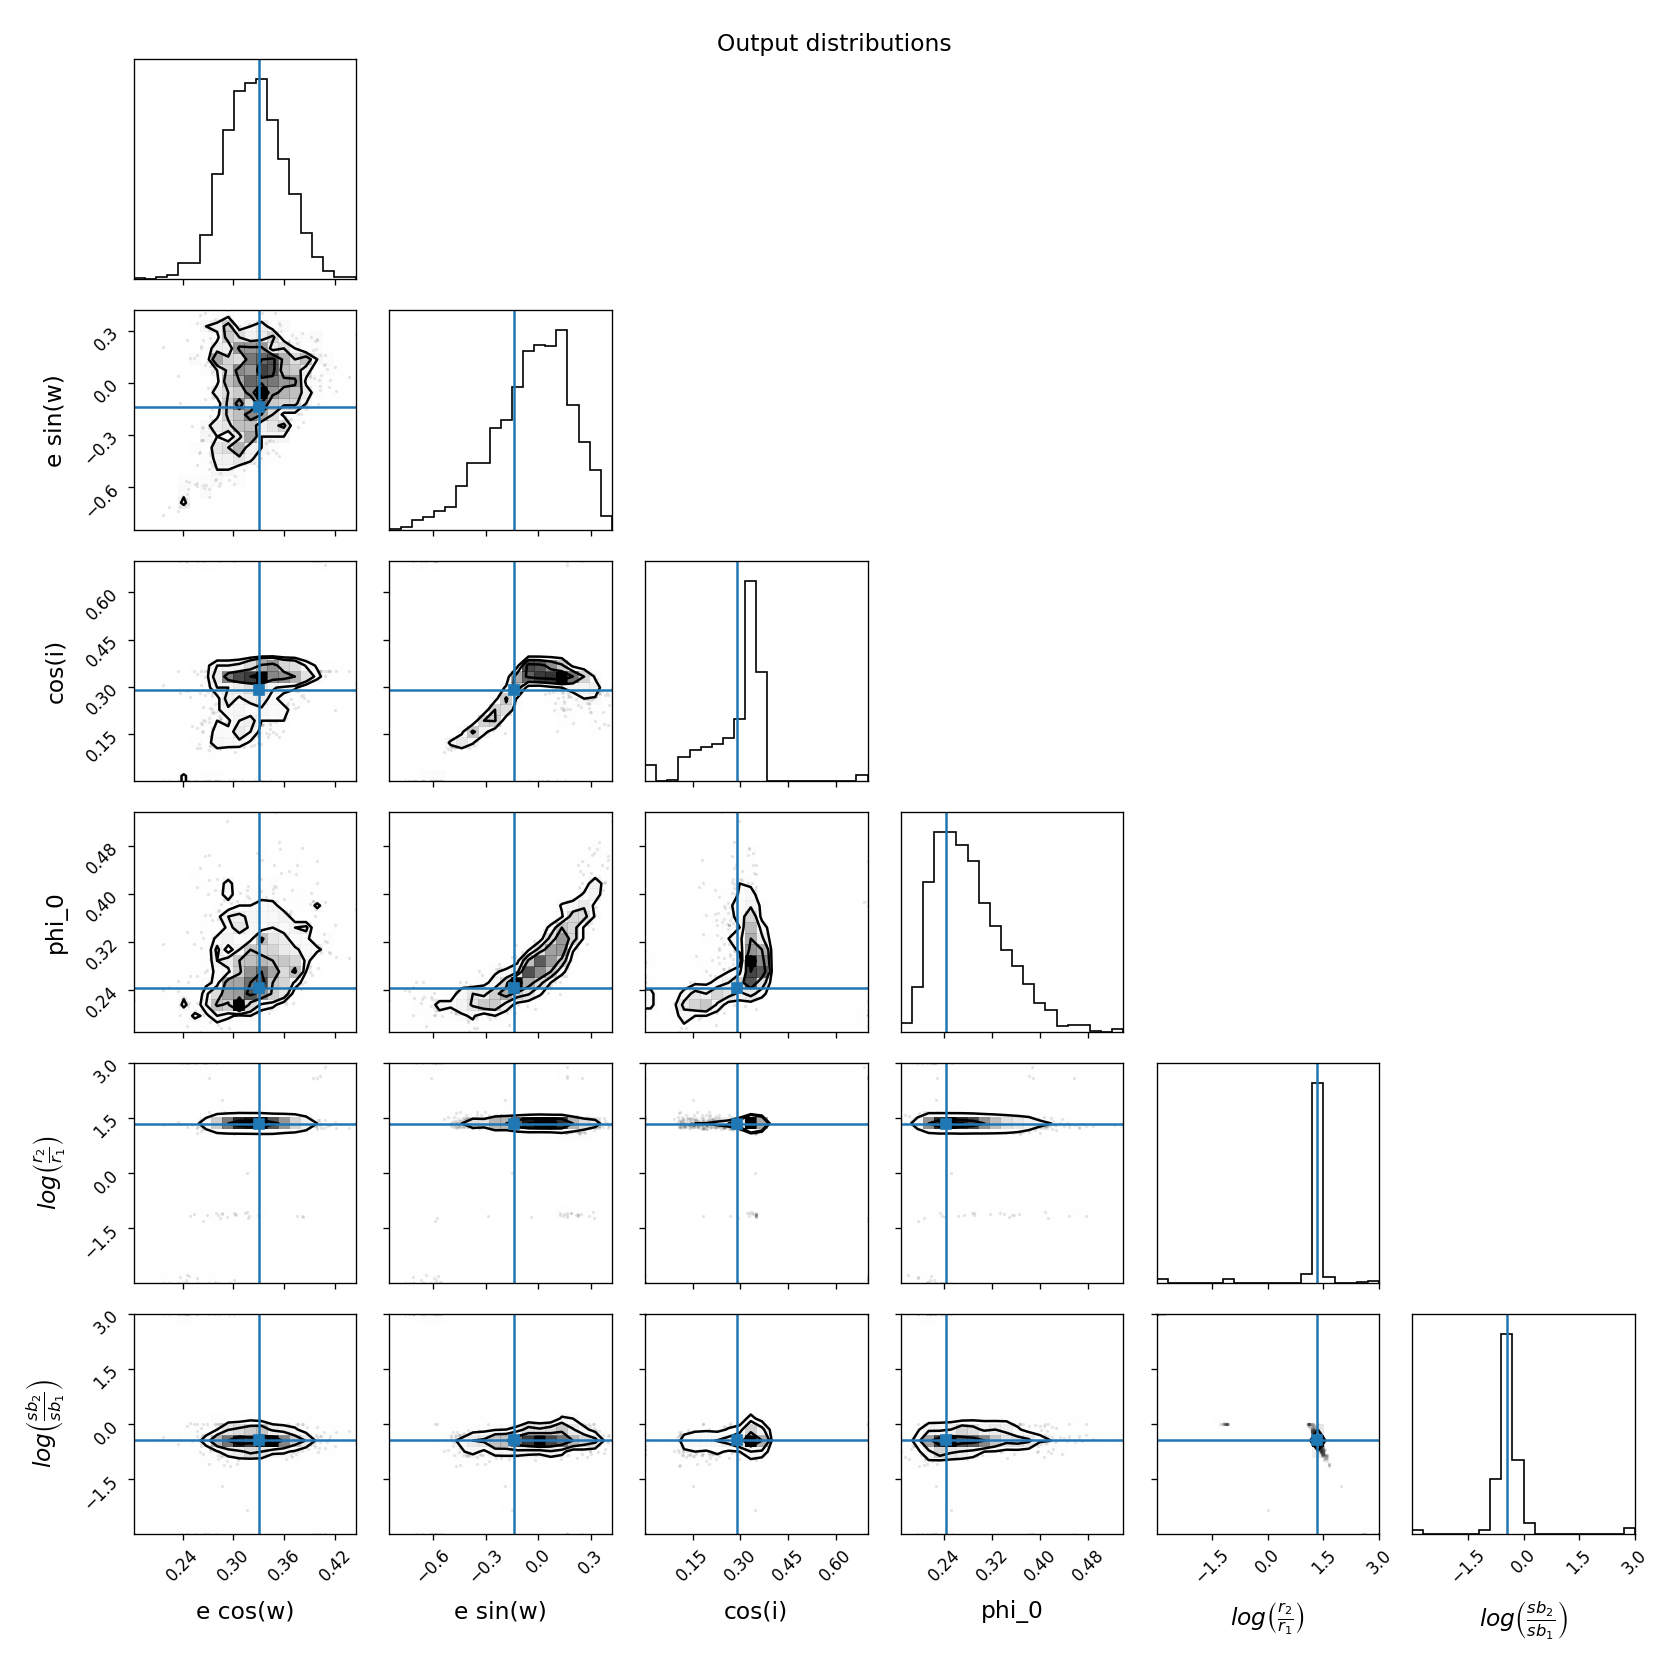 Output distributions
0.3
0.0
−0.3
−0.6
e sin(w)
0.60
0.45
0.30
0.15
cos(i)
0.48
0.40
0.32
0.24
phi_0
3.0
1.5
0.0
−1.5
log(r₂/r₁)
3.0
1.5
0.0
−1.5
log(sb₂/sb₁)
0.24 0.30 0.36 0.42 −0.6 −0.3 0.0 0.3 0.15 0.30 0.45 0.60 0.24 0.32 0.40 0.48 −1.5 0.0 1.5 3.0 −1.5 0.0 1.5 3.0
e cos(w) e sin(w) cos(i) phi_0 log(r₂/r₁) log(sb₂/sb₁)